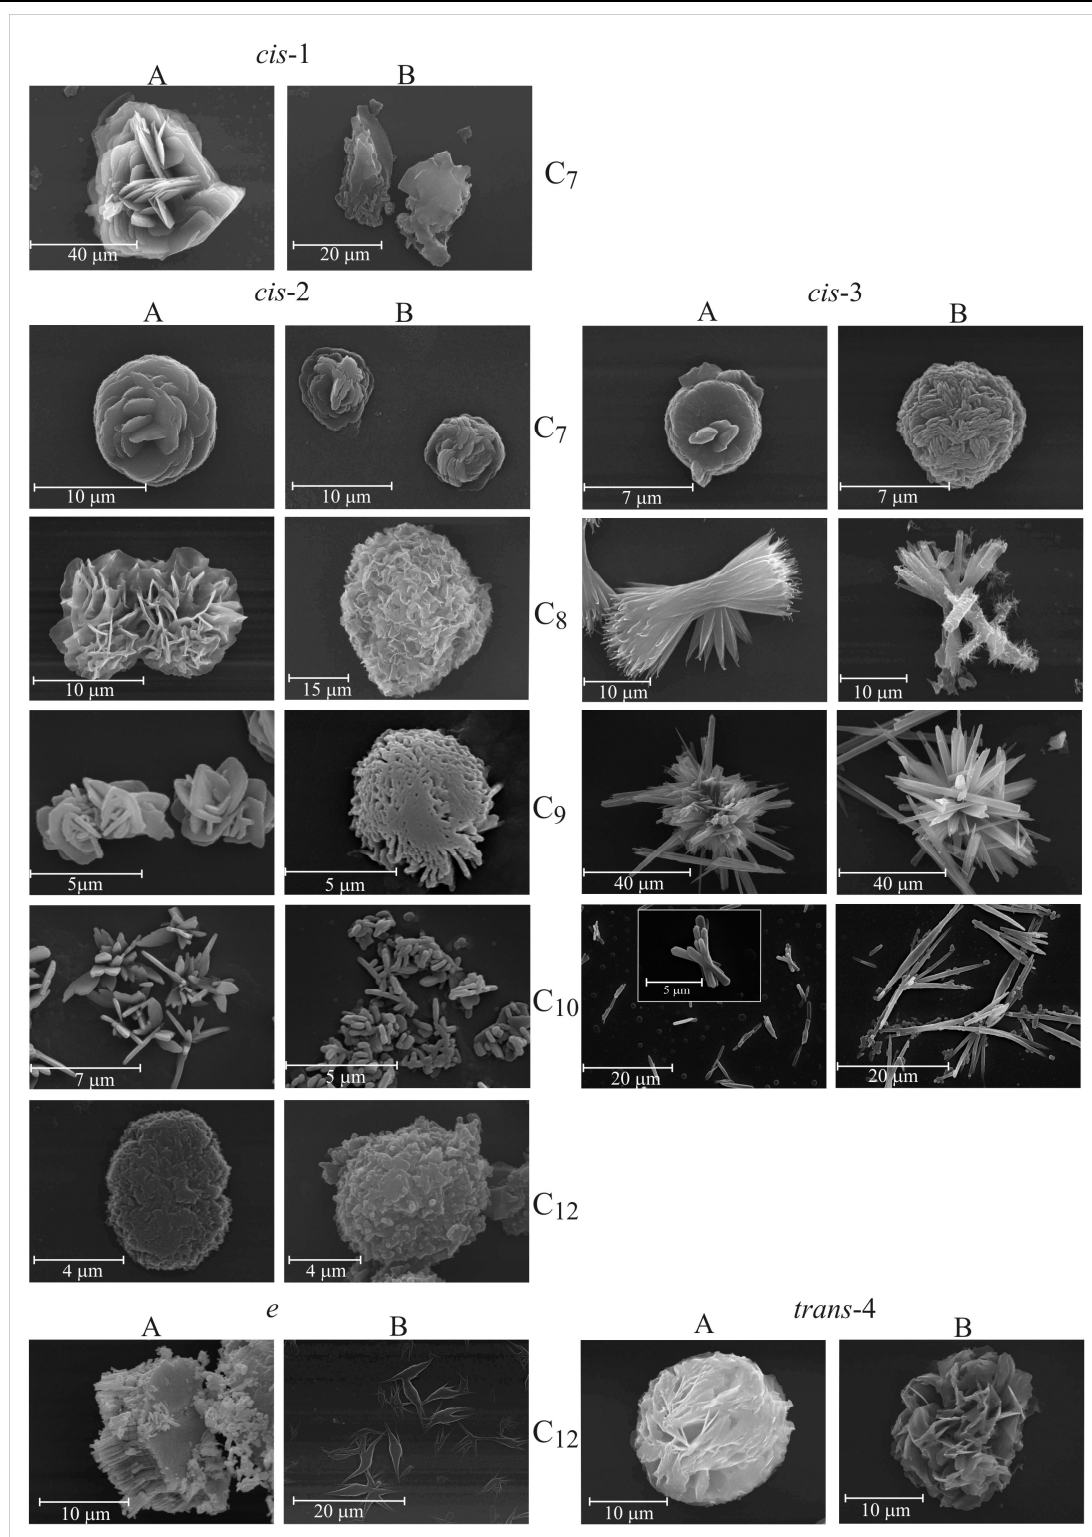 cis-1
A B
40 µm 20 µm C7
cis-2 cis-3
A B A B
10 µm 10 µm C7 7 µm 7 µm
10 µm 15 µm C8 10 µm 10 µm
5µm 5 µm C9 40 µm 40 µm
7 µm 5 µm C10 5 µm 20 µm 20 µm
4 µm 4 µm C12
e trans-4
A B A B
10 µm 20 µm C12 10 µm 10 µm